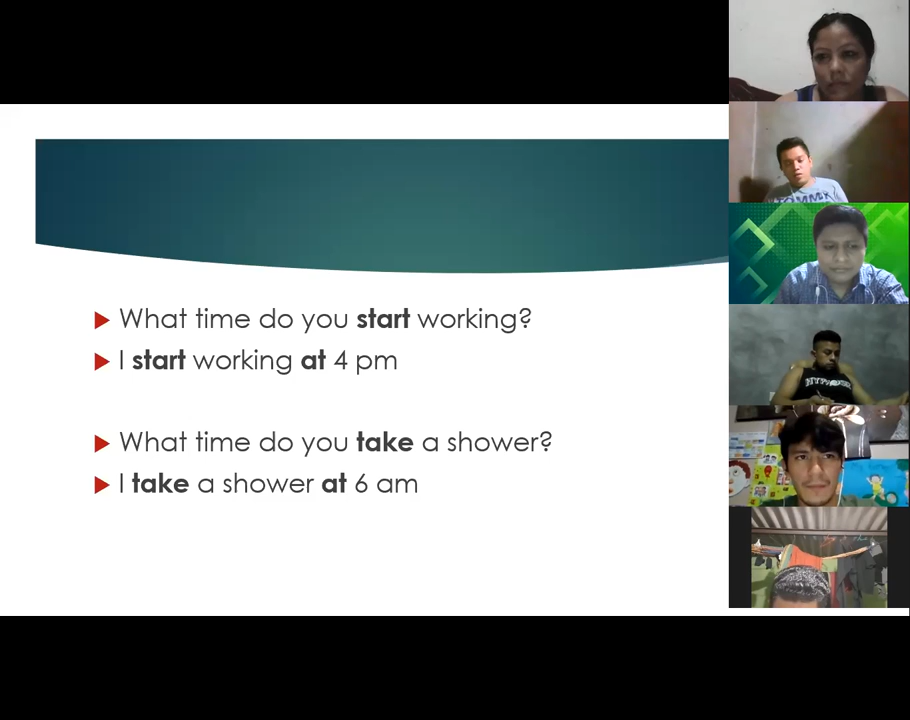 What time do you start working?
I start working at 4 pm
What time do you take a shower?
I take a shower at 6 am